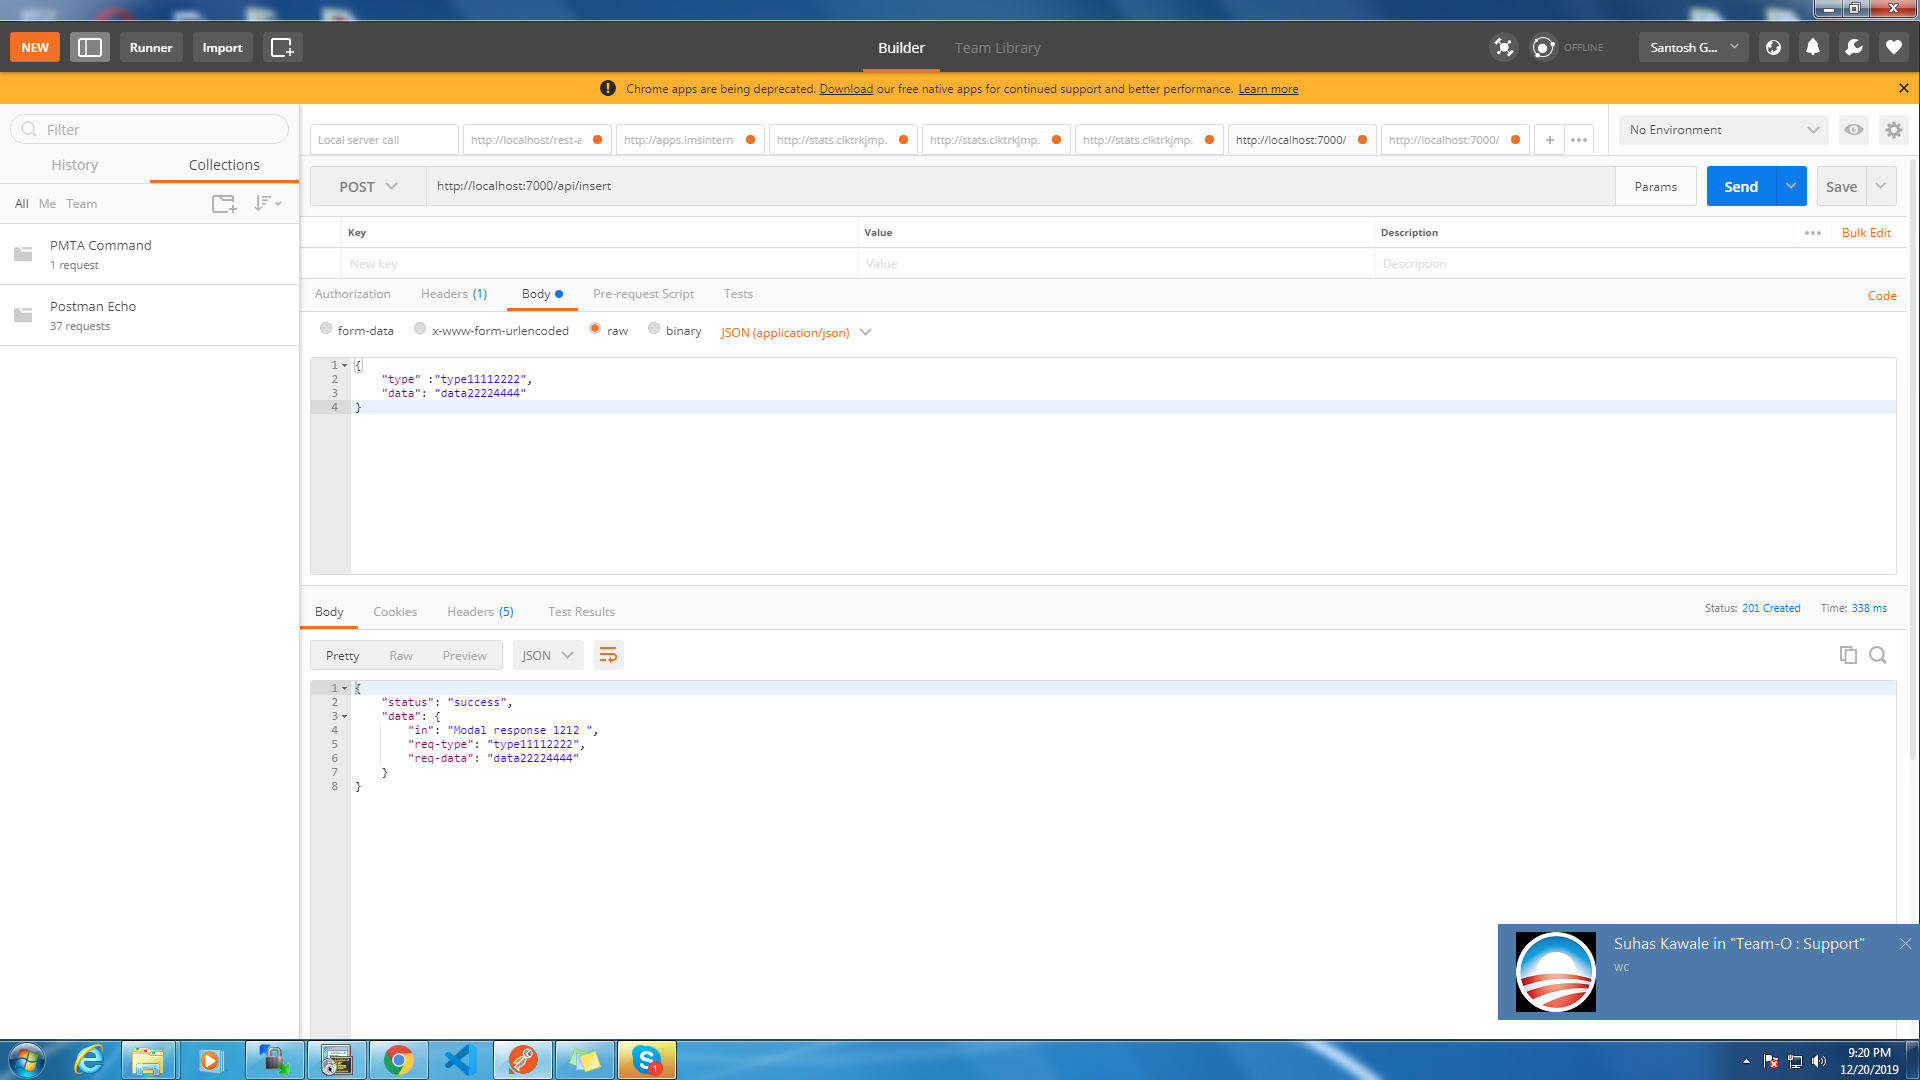 NEW
Runner
Import
Builder
Team Library
OFFLINE
Santosh G...
Chrome apps are being deprecated. Download our free native apps for continued support and better performance. Learn more
Filter
History
Collections
All Me Team
PMTA Command
1 request
Postman Echo
37 requests
Local server call
http://localhost/rest-a
http://apps.imsintern
http://stats.clktrkjmp.
http://stats.clktrkjmp.
http://stats.clktrkjmp.
http://localhost:7000/
http://localhost:7000/
No Environment
POST
http://localhost:7000/api/insert
Params
Send
Save
Key Value Description
Bulk Edit
New key Value Description
Authorization Headers (1) Body Pre-request Script Tests
Code
form-data x-www-form-urlencoded raw binary JSON (application/json)
1 {
2 "type" :"type11112222",
3 "data": "data22224444"
4 }
Body Cookies Headers (5) Test Results
Status: 201 Created Time: 338 ms
Pretty Raw Preview JSON
1 {
2 "status": "success",
3 "data": {
4 "in": "Modal response 1212 ",
5 "req-type": "type11112222",
6 "req-data": "data22224444"
7 }
8 }
Suhas Kawale in "Team-O : Support"
wc
1
9:20 PM
12/20/2019